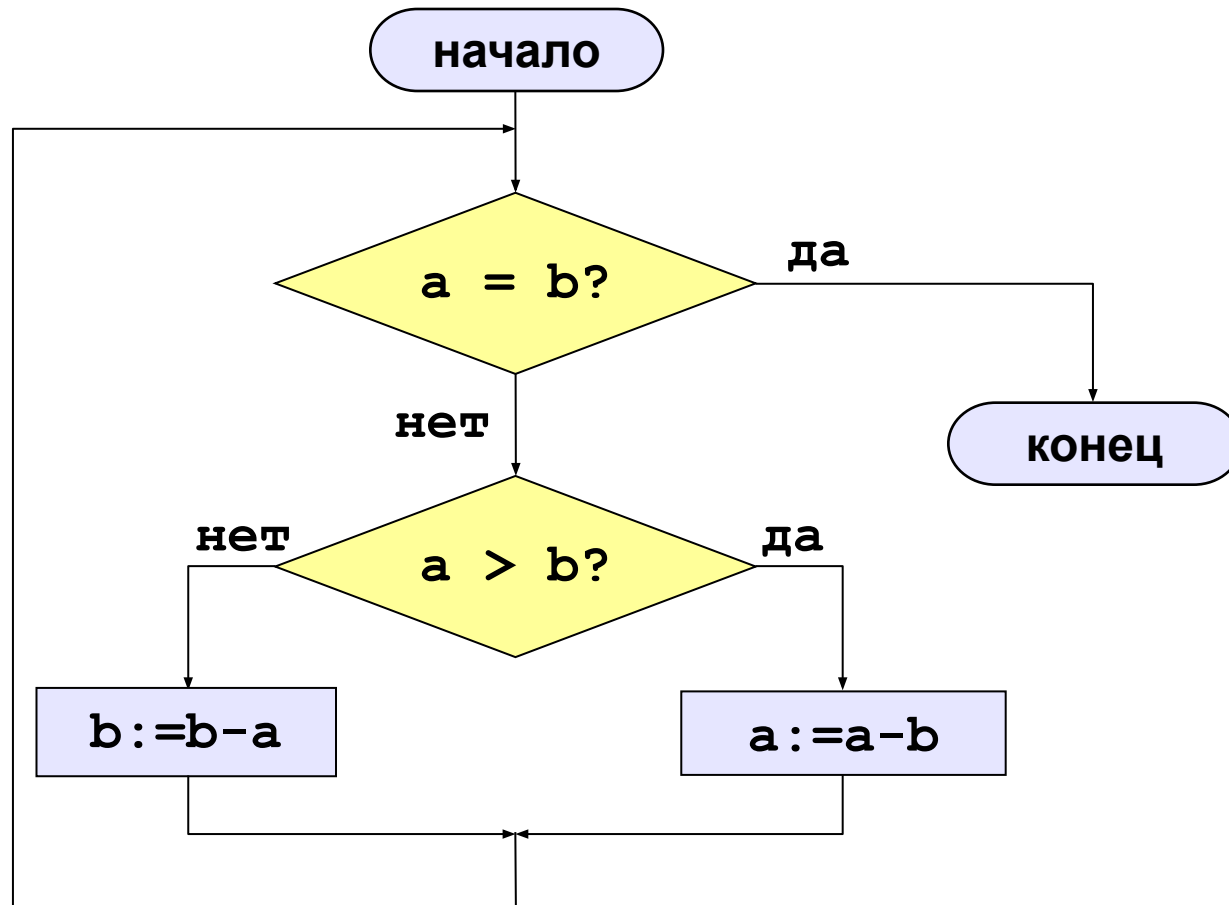 начало
a = b?
да
нет
конец
нет
a > b?
да
b:=b-a
a:=a-b